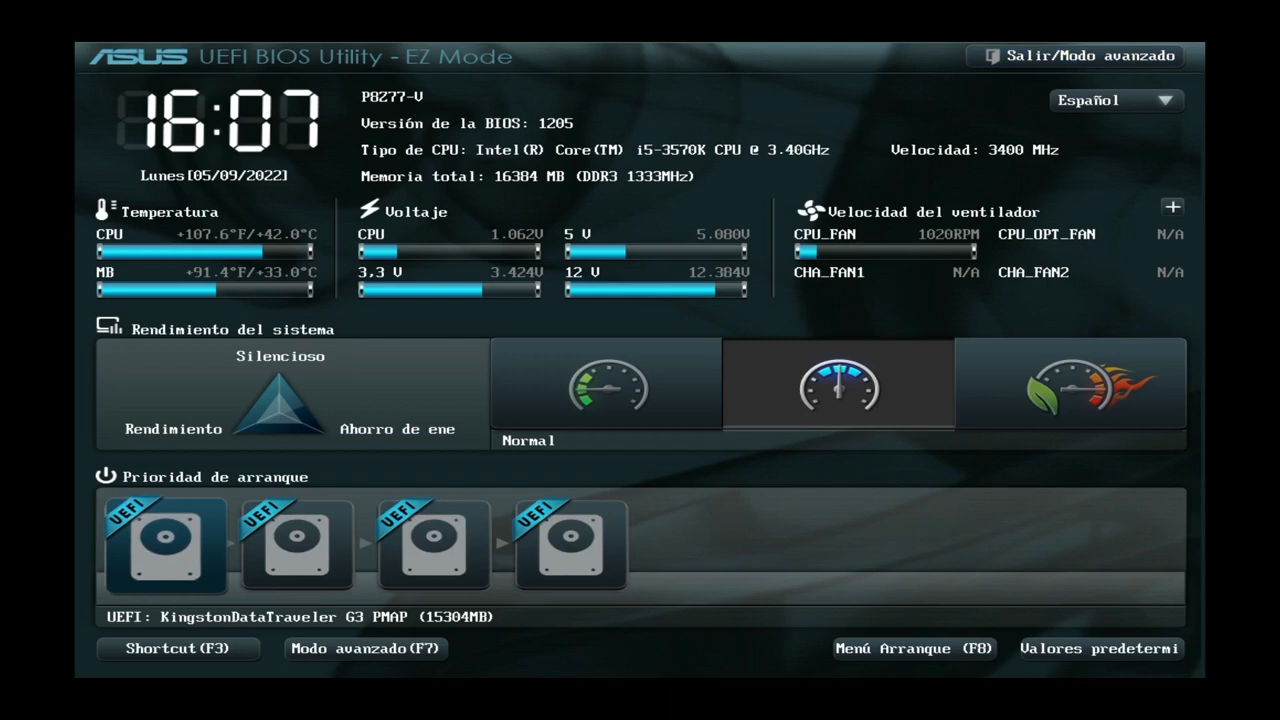 ASUS UEFI BIOS Utility - EZ Mode
Salir/Modo avanzado
16:07
Lunes[05/09/2022]
P8Z77-V
Versión de la BIOS: 1205
Tipo de CPU: Intel(R) Core(TM) i5-3570K CPU @ 3.40GHz
Velocidad: 3400 MHz
Memoria total: 16384 MB (DDR3 1333MHz)
Español
Temperatura
CPU +107.6°F/+42.0°C
MB +91.4°F/+33.0°C
Voltaje
CPU 1.062V 5 V 5.080V
3,3 V 3.424V 12 V 12.384V
Velocidad del ventilador
CPU_FAN 1020RPM CPU_OPT_FAN N/A
CHA_FAN1 N/A CHA_FAN2 N/A
Rendimiento del sistema
Silencioso
Rendimiento
Ahorro de ene
Normal
Prioridad de arranque
UEFI
UEFI
UEFI
UEFI
UEFI: KingstonDataTraveler G3 PMAP (15304MB)
Shortcut(F3)
Modo avanzado(F7)
Menú Arranque (F8)
Valores predetermi